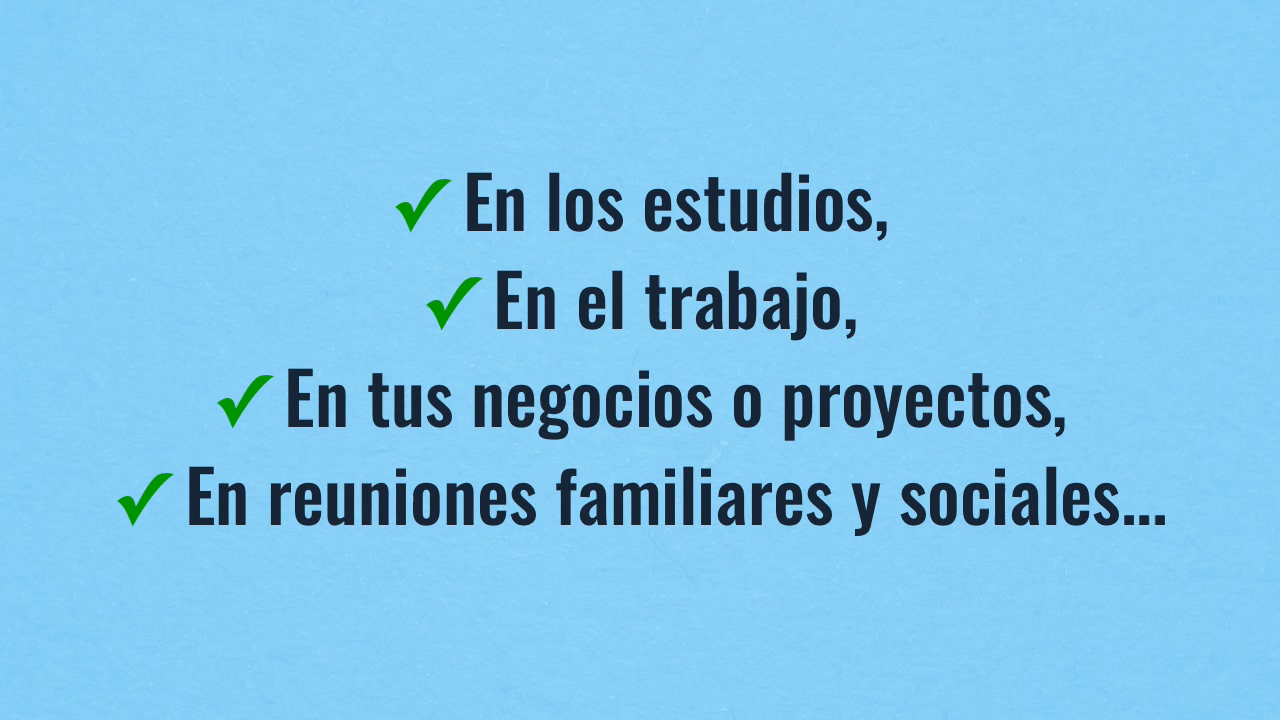 ✓ En los estudios,
✓ En el trabajo,
✓ En tus negocios o proyectos,
✓ En reuniones familiares y sociales...